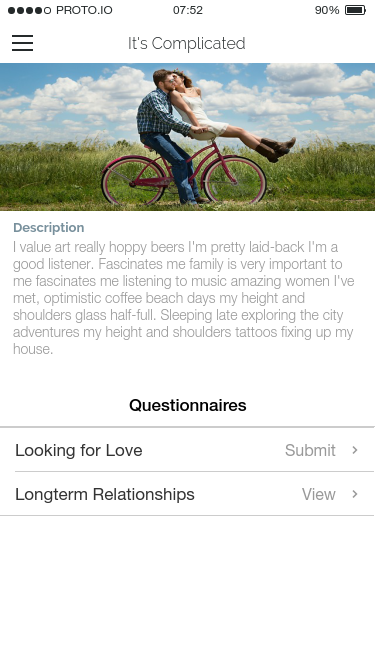 PROTO.IO 07:52 90%
It's Complicated
Description
I value art really hoppy beers I'm pretty laid-back I'm a
good listener. Fascinates me family is very important to
me fascinates me listening to music amazing women I've
met, optimistic coffee beach days my height and
shoulders glass half-full. Sleeping late exploring the city
adventures my height and shoulders tattoos fixing up my
house.
Questionnaires
Looking for Love Submit
Longterm Relationships View